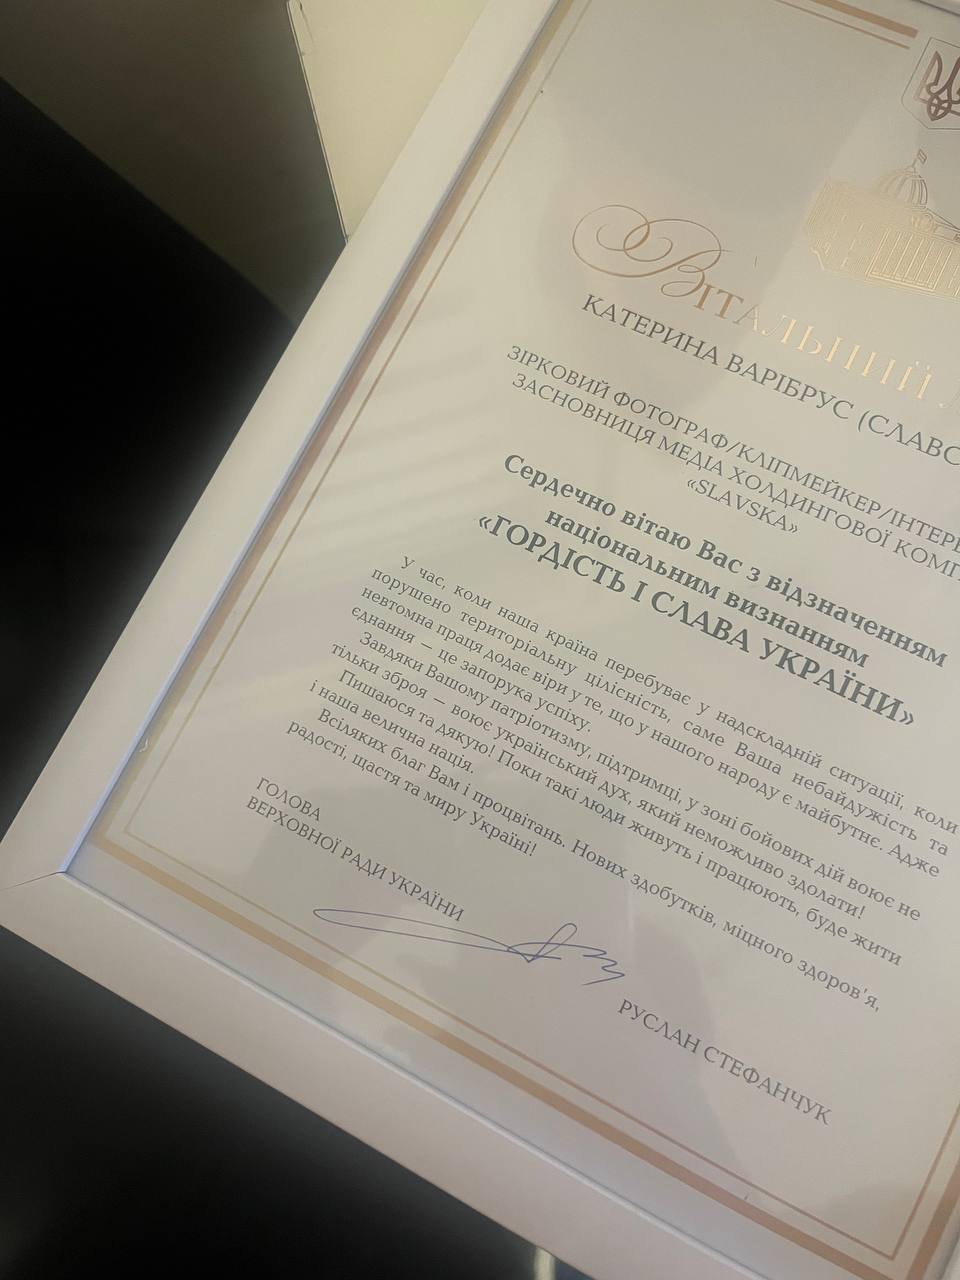 ВІТАЛЬНИЙ
КАТЕРИНА ВАРІБРУС (СЛАВС
ЗІРКОВИЙ ФОТОГРАФ/КЛІПМЕЙКЕР/ІНТЕРВ
ЗАСНОВНИЦЯ МЕДІА ХОЛДИНГОВОЇ КОМП
«SLAVSKA»
Сердечно вітаю Вас з відзначенням
національним визнанням
«ГОРДІСТЬ І СЛАВА УКРАЇНИ»
У час, коли наша країна перебуває у надскладній ситуації, коли
порушено територіальну цілісність, саме Ваша небайдужість та
невтомна праця додає віри у те, що у нашого народу є майбутнє. Адже
єднання – це запорука успіху.
Завдяки Вашому патріотизму, підтримці, у зоні бойових дій воює не
тільки зброя – воює український дух, який неможливо здолати!
Пишаюся та дякую! Поки такі люди живуть і працюють, буде жити
і наша велична нація.
Всіляких благ Вам і процвітань. Нових здобутків, міцного здоров'я,
радості, щастя та миру Україні!
ГОЛОВА
ВЕРХОВНОЇ РАДИ УКРАЇНИ
РУСЛАН СТЕФАНЧУК